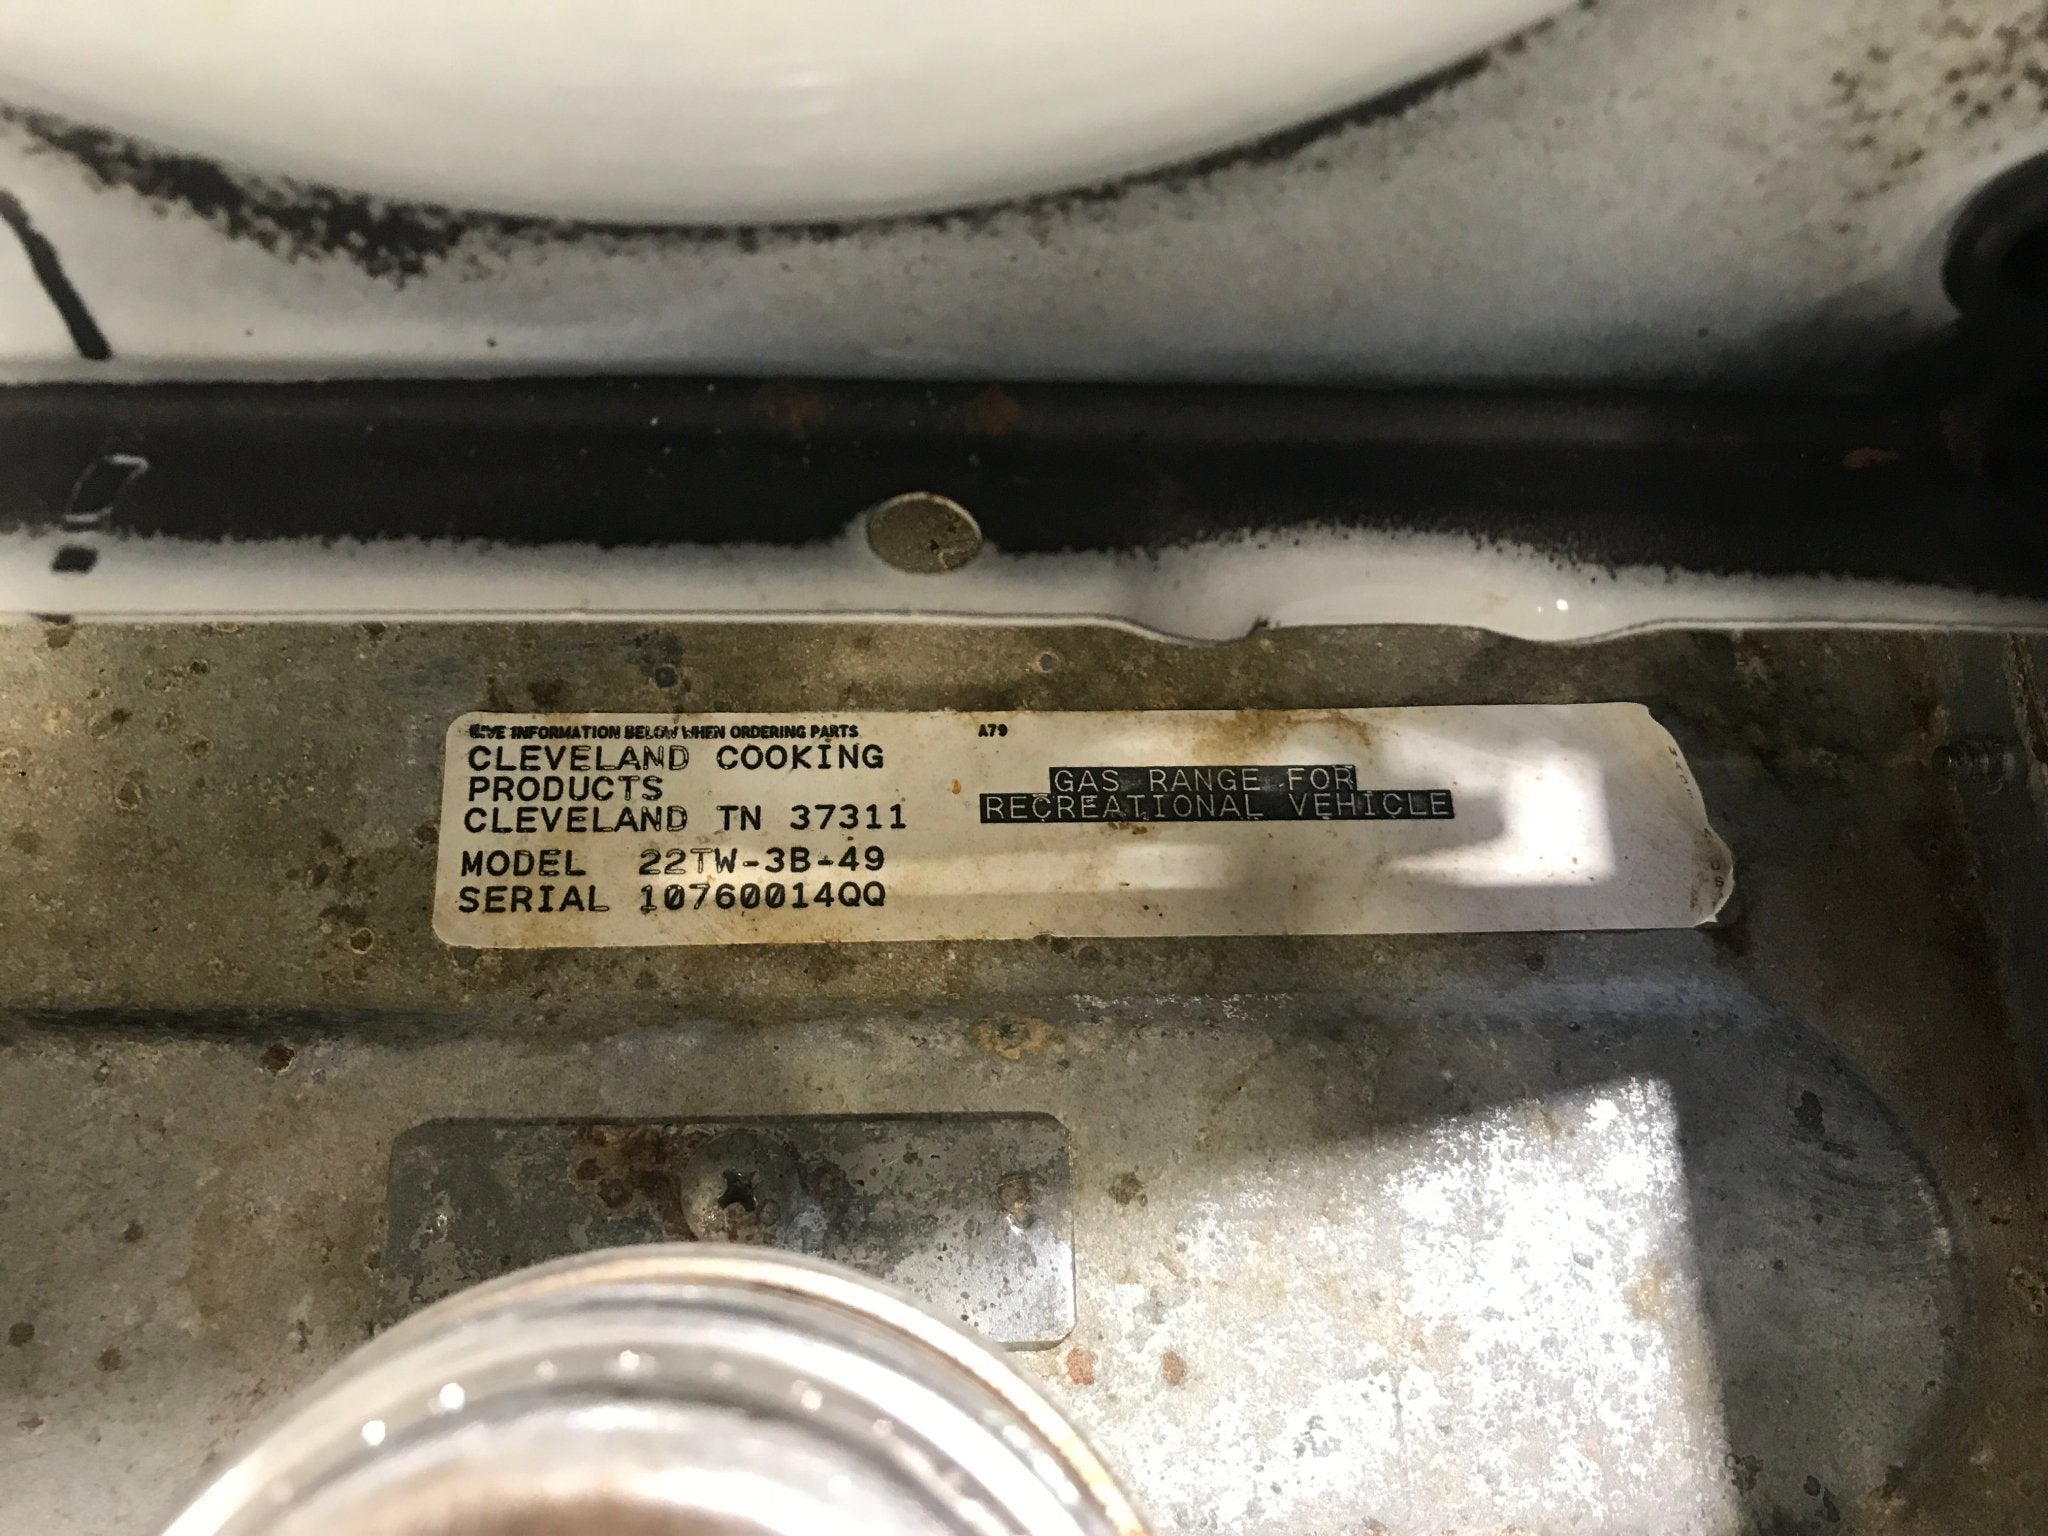 GIVE INFORMATION BELOW WHEN ORDERING PARTS
A79
CLEVELAND COOKING
PRODUCTS
CLEVELAND TN 37311
MODEL 22TW-3B-49
SERIAL 10760014QQ
GAS RANGE FOR
RECREATIONAL VEHICLE